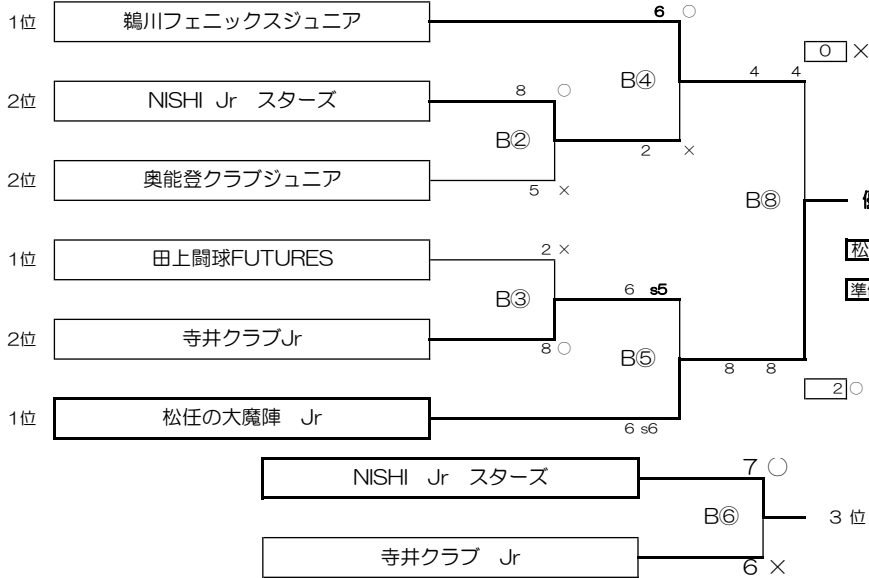 6 ○
1位 鵜川フェニックスジュニア
0 ×
4 4
B④
8 ○
2位 NISHI Jr スターズ
B②
2 ×
2位 奥能登クラブジュニア
5 ×
B⑧
1位 田上闘球FUTURES
2 ×
松
6 s5
B③
準
2位 寺井クラブJr
8 ○
B⑤
8 8
2 ○
1位 松任の大魔陣 Jr
6 s6
NISHI Jr スターズ
7 ○
B⑥
3 位
寺井クラブ Jr
6 ×